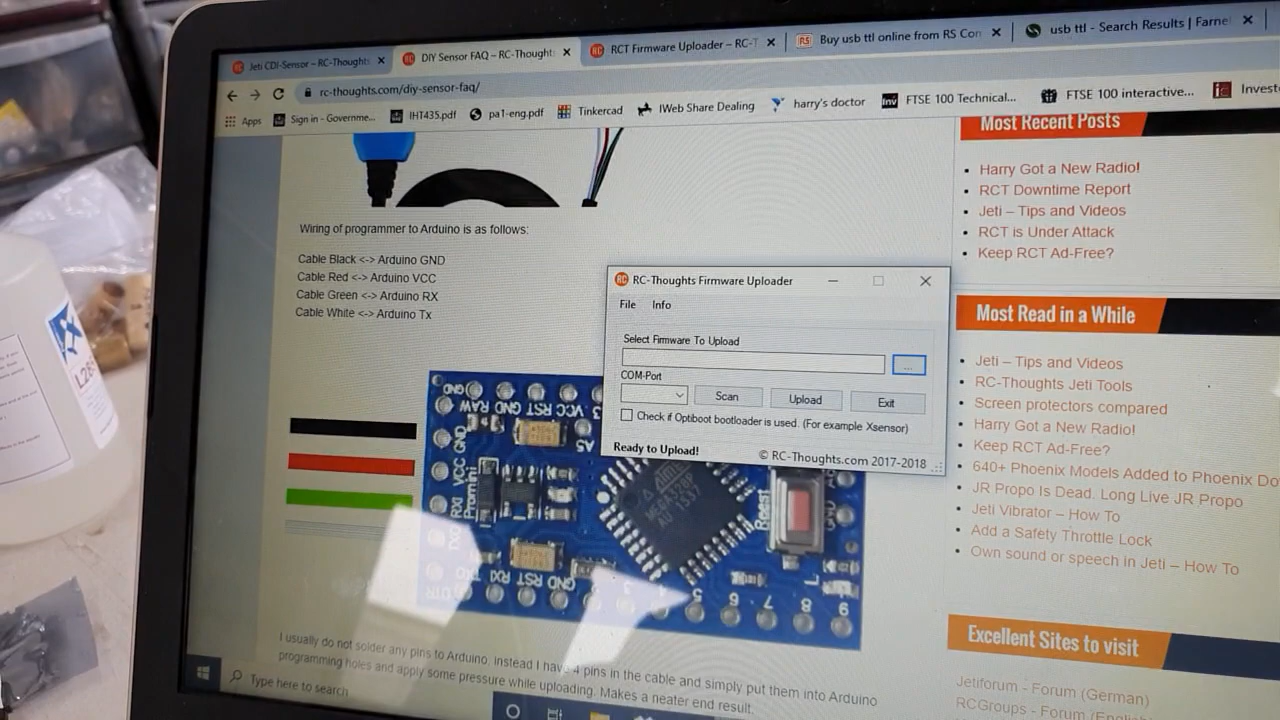 Jeti CDI-Sensor – RC-Thoughts
DIY Sensor FAQ – RC-Thought
RCT Firmware Uploader – RC-T
Buy usb ttl online from RS Con
usb ttl - Search Results | Farnel
rc-thoughts.com/diy-sensor-faq/
Apps
Sign in - Governme...
IHT435.pdf
pa1-eng.pdf
Tinkercad
IWeb Share Dealing
harry's doctor
FTSE 100 Technical...
FTSE 100 interactive...
Invest
Wiring of programmer to Arduino is as follows:
Cable Black <-> Arduino GND
Cable Red <-> Arduino VCC
Cable Green <-> Arduino RX
Cable White <-> Arduino Tx
RC-Thoughts Firmware Uploader
File Info
Select Firmware To Upload
...
COM-Port
Scan
Upload
Exit
Check if Optiboot bootloader is used. (For example Xsensor)
Ready to Upload!
© RC-Thoughts.com 2017-2018
GND
RAW GND RST VCC
3
A5
GND
VCC
RXI
Promini
TXO
MEGA328P
AU 1337
Reset
GND
RXI RST GND
3 4 5 6 7 8 9
L
I usually do not solder any pins to Arduino. Instead I have 4 pins in the cable and simply put them into Arduino
programming holes and apply some pressure while uploading. Makes a neater end result.
Most Recent Posts
Harry Got a New Radio!
RCT Downtime Report
Jeti – Tips and Videos
RCT is Under Attack
Keep RCT Ad-Free?
Most Read in a While
Jeti – Tips and Videos
RC-Thoughts Jeti Tools
Screen protectors compared
Harry Got a New Radio!
Keep RCT Ad-Free?
640+ Phoenix Models Added to Phoenix Do
JR Propo Is Dead. Long Live JR Propo
Jeti Vibrator – How To
Add a Safety Throttle Lock
Own sound or speech in Jeti – How To
Excellent Sites to visit
Jetiforum - Forum (German)
RCGroups - Forum (English
Type here to search